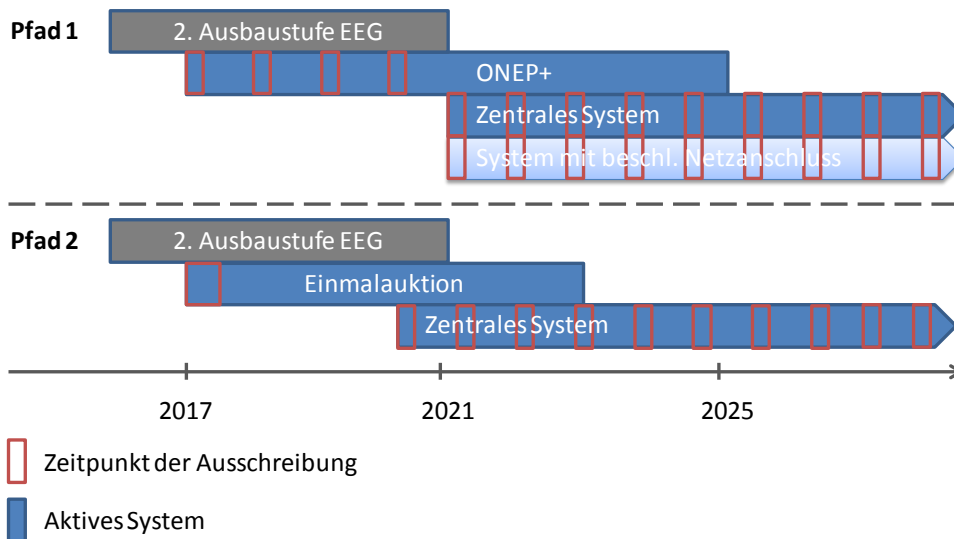 Pfad 1
2. Ausbaustufe EEG
ONEP+
Zentrales System
System mit beschl. Netzanschluss
Pfad 2
2. Ausbaustufe EEG
Einmalauktion
Zentrales System
2017 2021 2025
Zeitpunkt der Ausschreibung
Aktives System